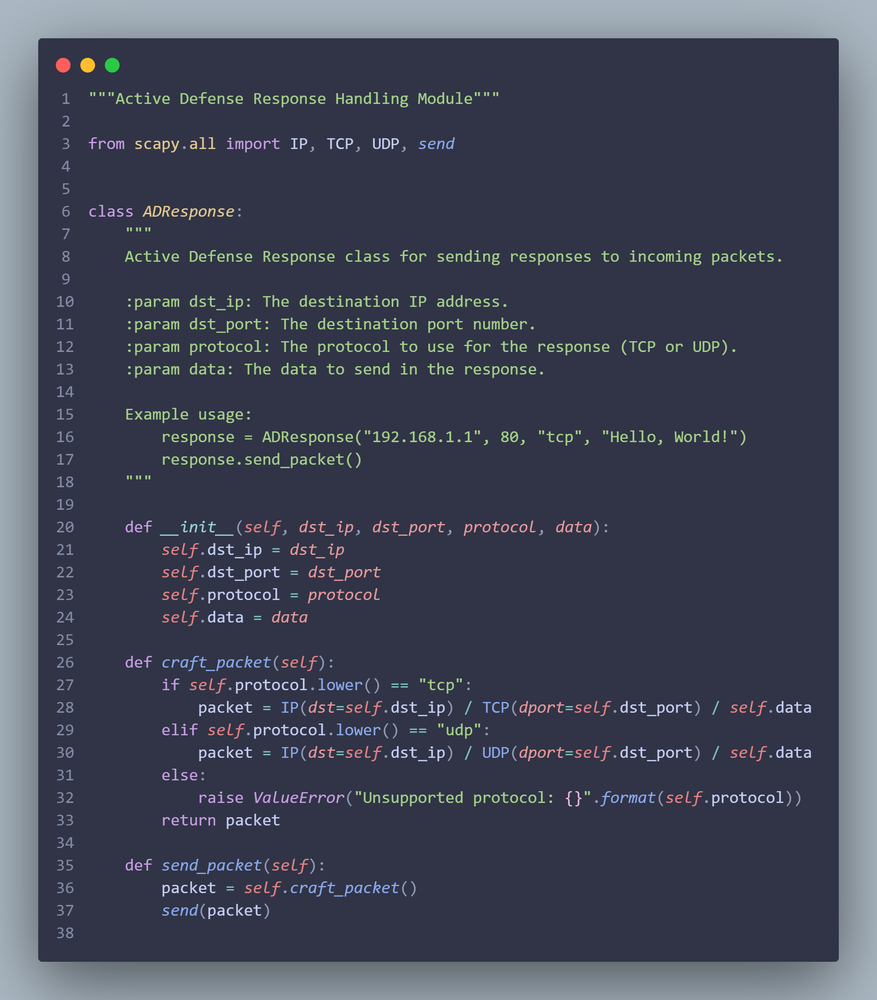 1 """Active Defense Response Handling Module"""
2
3 from scapy.all import IP, TCP, UDP, send
4
5
6 class ADResponse:
7     """
8     Active Defense Response class for sending responses to incoming packets.
9
10     :param dst_ip: The destination IP address.
11     :param dst_port: The destination port number.
12     :param protocol: The protocol to use for the response (TCP or UDP).
13     :param data: The data to send in the response.
14
15     Example usage:
16         response = ADResponse("192.168.1.1", 80, "tcp", "Hello, World!")
17         response.send_packet()
18     """
19
20     def __init__(self, dst_ip, dst_port, protocol, data):
21         self.dst_ip = dst_ip
22         self.dst_port = dst_port
23         self.protocol = protocol
24         self.data = data
25
26     def craft_packet(self):
27         if self.protocol.lower() == "tcp":
28             packet = IP(dst=self.dst_ip) / TCP(dport=self.dst_port) / self.data
29         elif self.protocol.lower() == "udp":
30             packet = IP(dst=self.dst_ip) / UDP(dport=self.dst_port) / self.data
31         else:
32             raise ValueError("Unsupported protocol: {}".format(self.protocol))
33         return packet
34
35     def send_packet(self):
36         packet = self.craft_packet()
37         send(packet)
38